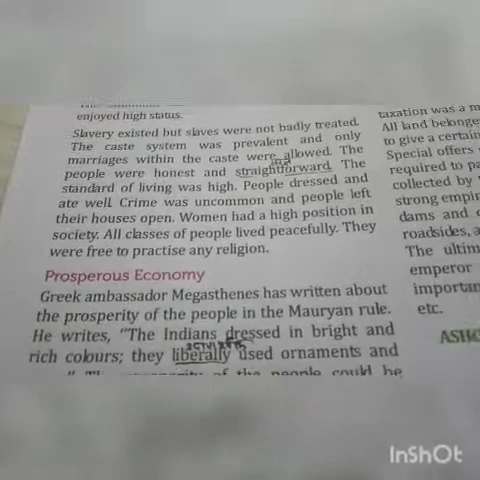 enjoyed high status.
Slavery existed but slaves were not badly treated.
The caste system was prevalent and only
marriages within the caste were allowed. The
people were honest and straightforward. The
standard of living was high. People dressed and
ate well. Crime was uncommon and people left
their houses open. Women had a high position in
society. All classes of people lived peacefully. They
were free to practise any religion.
Prosperous Economy
Greek ambassador Megasthenes has written about
the prosperity of the people in the Mauryan rule.
He writes, "The Indians dressed in bright and
rich colours; they liberally used ornaments and
of the people could be
taxation was a m
All land belonge
to give a certain
Special offers
required to pa
collected by
strong empir
dams and
roadsides, a
The ultim
emperor
importan
etc.
ASHO
InShOt